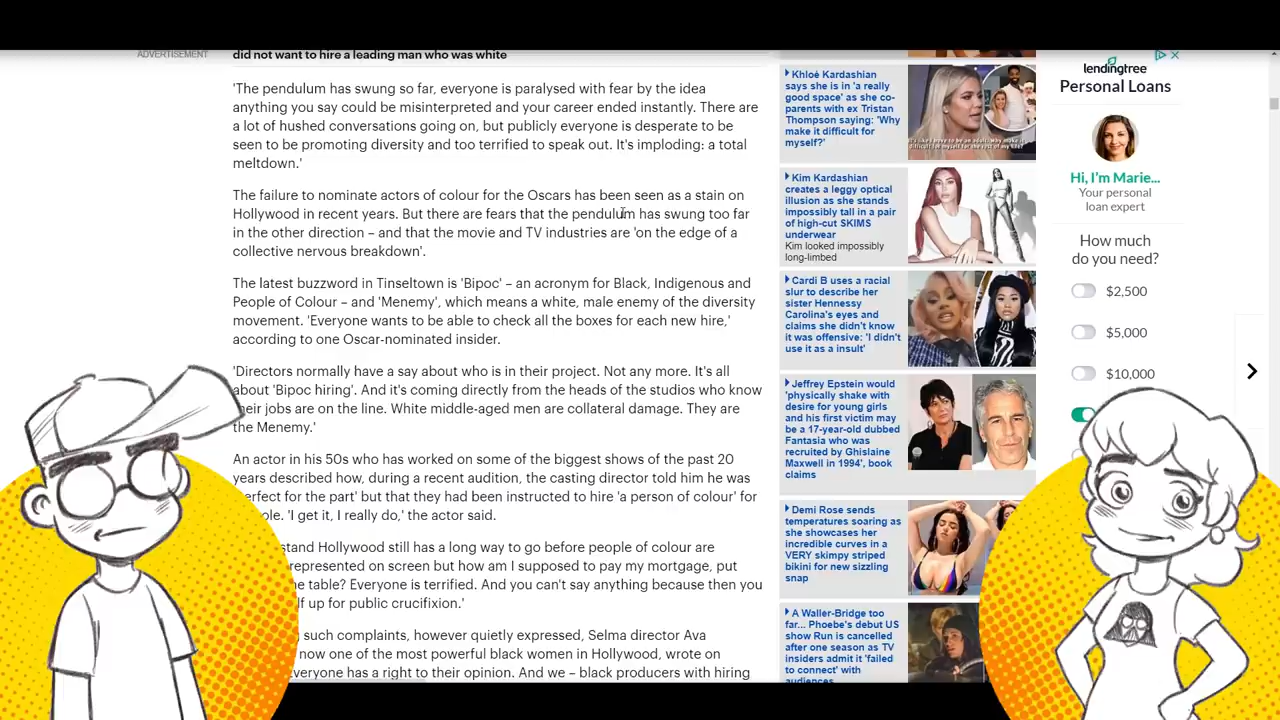 ADVERTISEMENT
did not want to hire a leading man who was white
'The pendulum has swung so far, everyone is paralysed with fear by the idea
anything you say could be misinterpreted and your career ended instantly. There are
a lot of hushed conversations going on, but publicly everyone is desperate to be
seen to be promoting diversity and too terrified to speak out. It's imploding: a total
meltdown.'
The failure to nominate actors of colour for the Oscars has been seen as a stain on
Hollywood in recent years. But there are fears that the pendulum has swung too far
in the other direction – and that the movie and TV industries are 'on the edge of a
collective nervous breakdown'.
The latest buzzword in Tinseltown is 'Bipoc' – an acronym for Black, Indigenous and
People of Colour – and 'Menemy', which means a white, male enemy of the diversity
movement. 'Everyone wants to be able to check all the boxes for each new hire,'
according to one Oscar-nominated insider.
'Directors normally have a say about who is in their project. Not any more. It's all
about 'Bipoc hiring'. And it's coming directly from the heads of the studios who know
their jobs are on the line. White middle-aged men are collateral damage. They are
the Menemy.'
An actor in his 50s who has worked on some of the biggest shows of the past 20
years described how, during a recent audition, the casting director told him he was
'perfect for the part' but that they had been instructed to hire 'a person of colour' for
ole. 'I get it, I really do,' the actor said.
stand Hollywood still has a long way to go before people of colour are
represented on screen but how am I supposed to pay my mortgage, put
he table? Everyone is terrified. And you can't say anything because then you
lf up for public crucifixion.'
such complaints, however quietly expressed, Selma director Ava
now one of the most powerful black women in Hollywood, wrote on
veryone has a right to their opinion. And we – black producers with hiring
Khloé Kardashian
says she is in 'a really
good space' as she co-
parents with ex Tristan
Thompson saying: 'Why
make it difficult for
myself?'
Kim Kardashian
creates a leggy optical
illusion as she stands
impossibly tall in a pair
of high-cut SKIMS
underwear
Kim looked impossibly
long-limbed
Cardi B uses a racial
slur to describe her
sister Hennessy
Carolina's eyes and
claims she didn't know
it was offensive: 'I didn't
use it as a insult'
Jeffrey Epstein would
'physically shake with
desire for young girls
and his first victim may
be a 17-year-old dubbed
Fantasia who was
recruited by Ghislaine
Maxwell in 1994', book
claims
Demi Rose sends
temperatures soaring as
she showcases her
incredible curves in a
VERY skimpy striped
bikini for new sizzling
snap
A Waller-Bridge too
far... Phoebe's debut US
show Run is cancelled
after one season as TV
insiders admit it 'failed
to connect' with
audiences
lendingtree
Personal Loans
Hi, I'm Marie...
Your personal
loan expert
How much
do you need?
$2,500
$5,000
$10,000